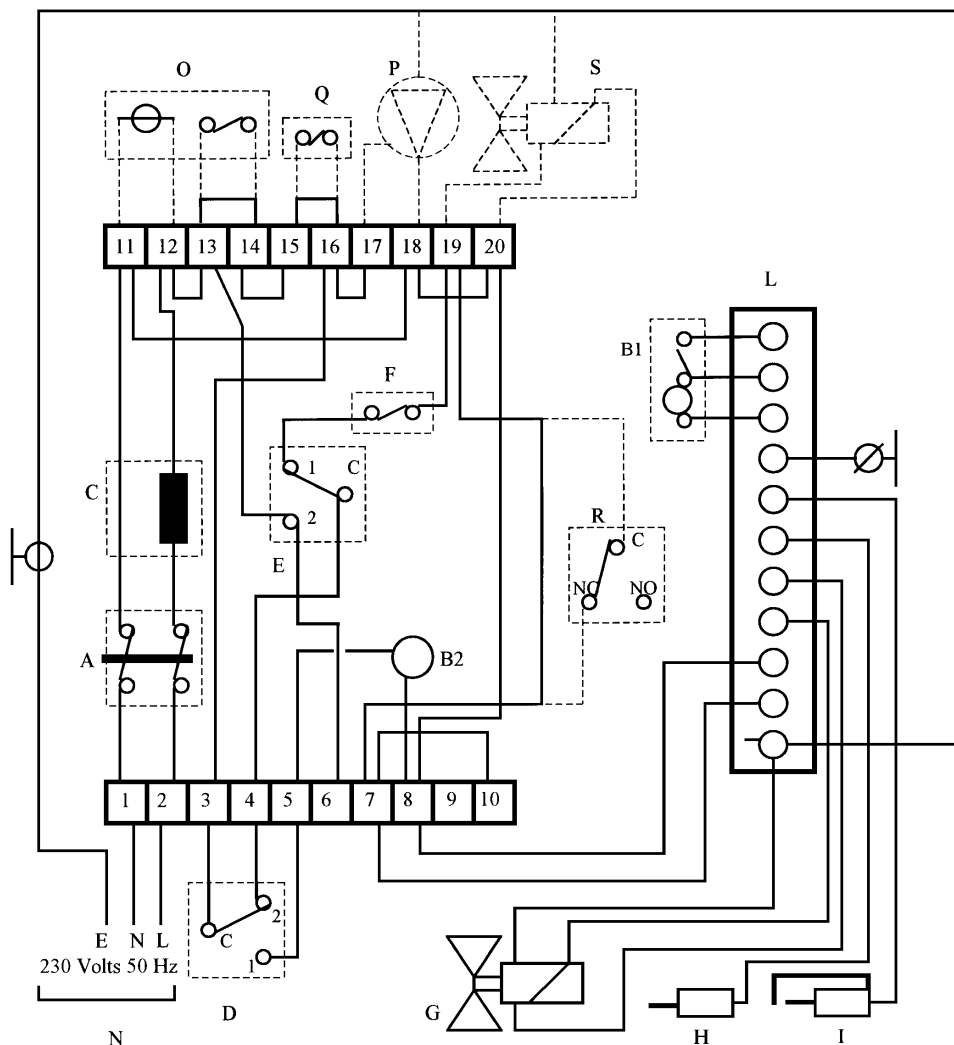 O
Q
P
S
11 12 13 14 15 16 17 18 19 20
L
B1
F
1 C
C
2
R
C
E
NC NO
A
B2
1 2 3 4 5 6 7 8 9 10
2
C
1
E N L
230 Volts 50 Hz
N
D
G
H
I